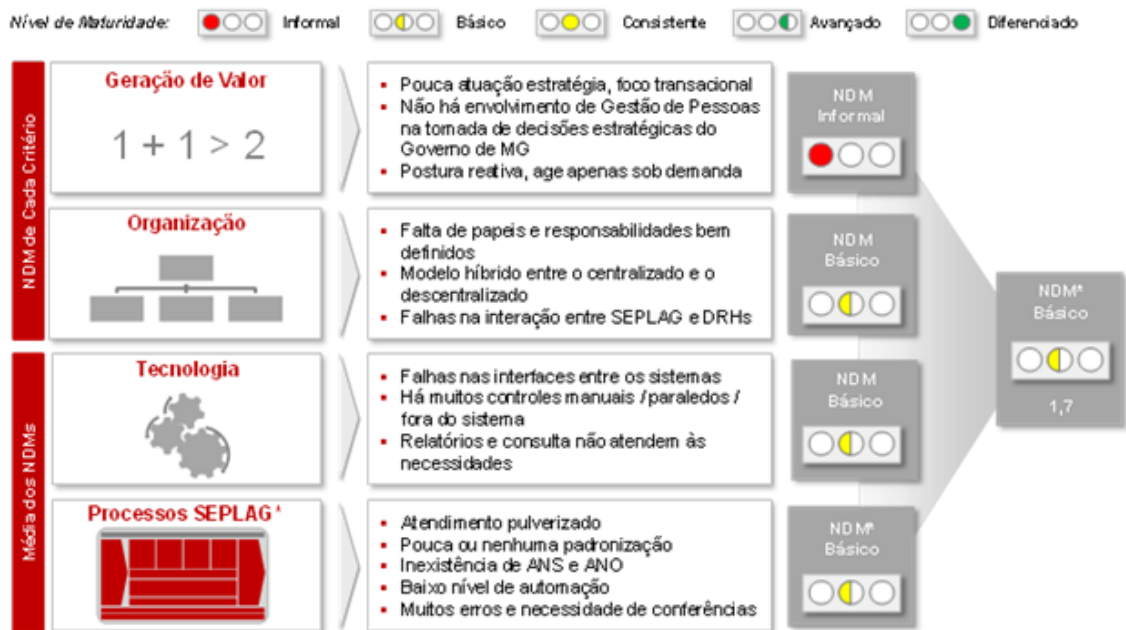 Nível de Maturidade: Informal Básico Consistente Avançado Diferenciado
NDM de Cada Critério
Geração de Valor
1 + 1 > 2
▪ Pouca atuação estratégia, foco transacional
▪ Não há envolvimento de Gestão de Pessoas
na tomada de decisões estratégicas do
Governo de MG
▪ Postura reativa, age apenas sob demanda
NDM
Informal
Organização
▪ Falta de papeis e responsabilidades bem
definidos
▪ Modelo híbrido entre o centralizado e o
descentralizado
▪ Falhas na interação entre SEPLAG e DRHs
NDM
Básico
Média dos NDMs
Tecnologia
▪ Falhas nas interfaces entre os sistemas
▪ Há muitos controles manuais / paraledos /
fora do sistema
▪ Relatórios e consulta não atendem às
necessidades
NDM
Básico
Processos SEPLAG*
▪ Atendimento pulverizado
▪ Pouca ou nenhuma padronização
▪ Inexistência de ANS e ANO
▪ Baixo nível de automação
▪ Muitos erros e necessidade de conferências
NDM*
Básico
NDM*
Básico
1,7